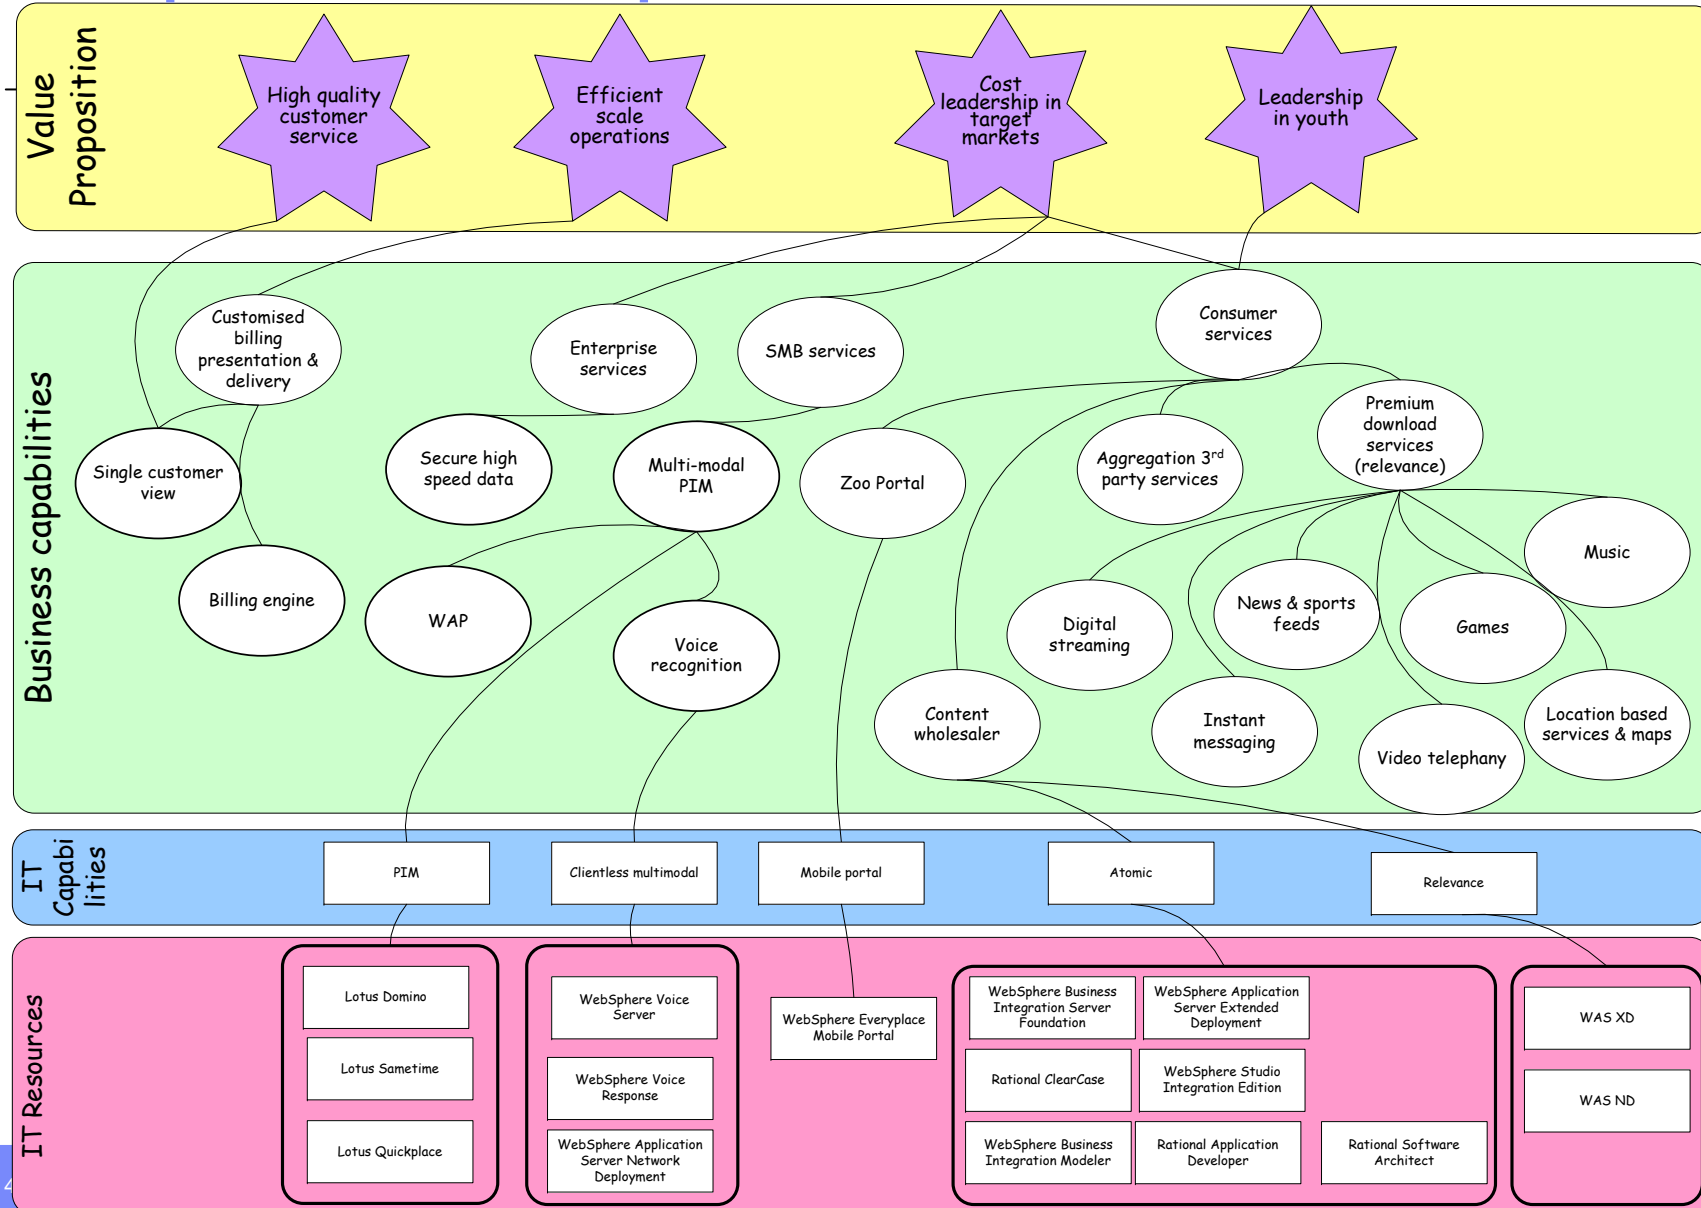 Value
Proposition
High quality
customer
service
Efficient
scale
operations
Cost
leadership in
target
markets
Leadership
in youth
Business capabilities
Customised
billing
presentation &
delivery
Enterprise
services
SMB services
Consumer
services
Single customer
view
Secure high
speed data
Multi-modal
PIM
Zoo Portal
Aggregation 3rd
party services
Premium
download
services
(relevance)
Music
Billing engine
WAP
Voice
recognition
Digital
streaming
News & sports
feeds
Games
Content
wholesaler
Instant
messaging
Video telephany
Location based
services & maps
IT
Capabi
lities
PIM
Clientless multimodal
Mobile portal
Atomic
Relevance
IT Resources
Lotus Domino
Lotus Sametime
Lotus Quickplace
WebSphere Voice
Server
WebSphere Voice
Response
WebSphere Application
Server Network
Deployment
WebSphere Everyplace
Mobile Portal
WebSphere Business
Integration Server
Foundation
WebSphere Application
Server Extended
Deployment
Rational ClearCase
WebSphere Studio
Integration Edition
WebSphere Business
Integration Modeler
Rational Application
Developer
Rational Software
Architect
WAS XD
WAS ND
4